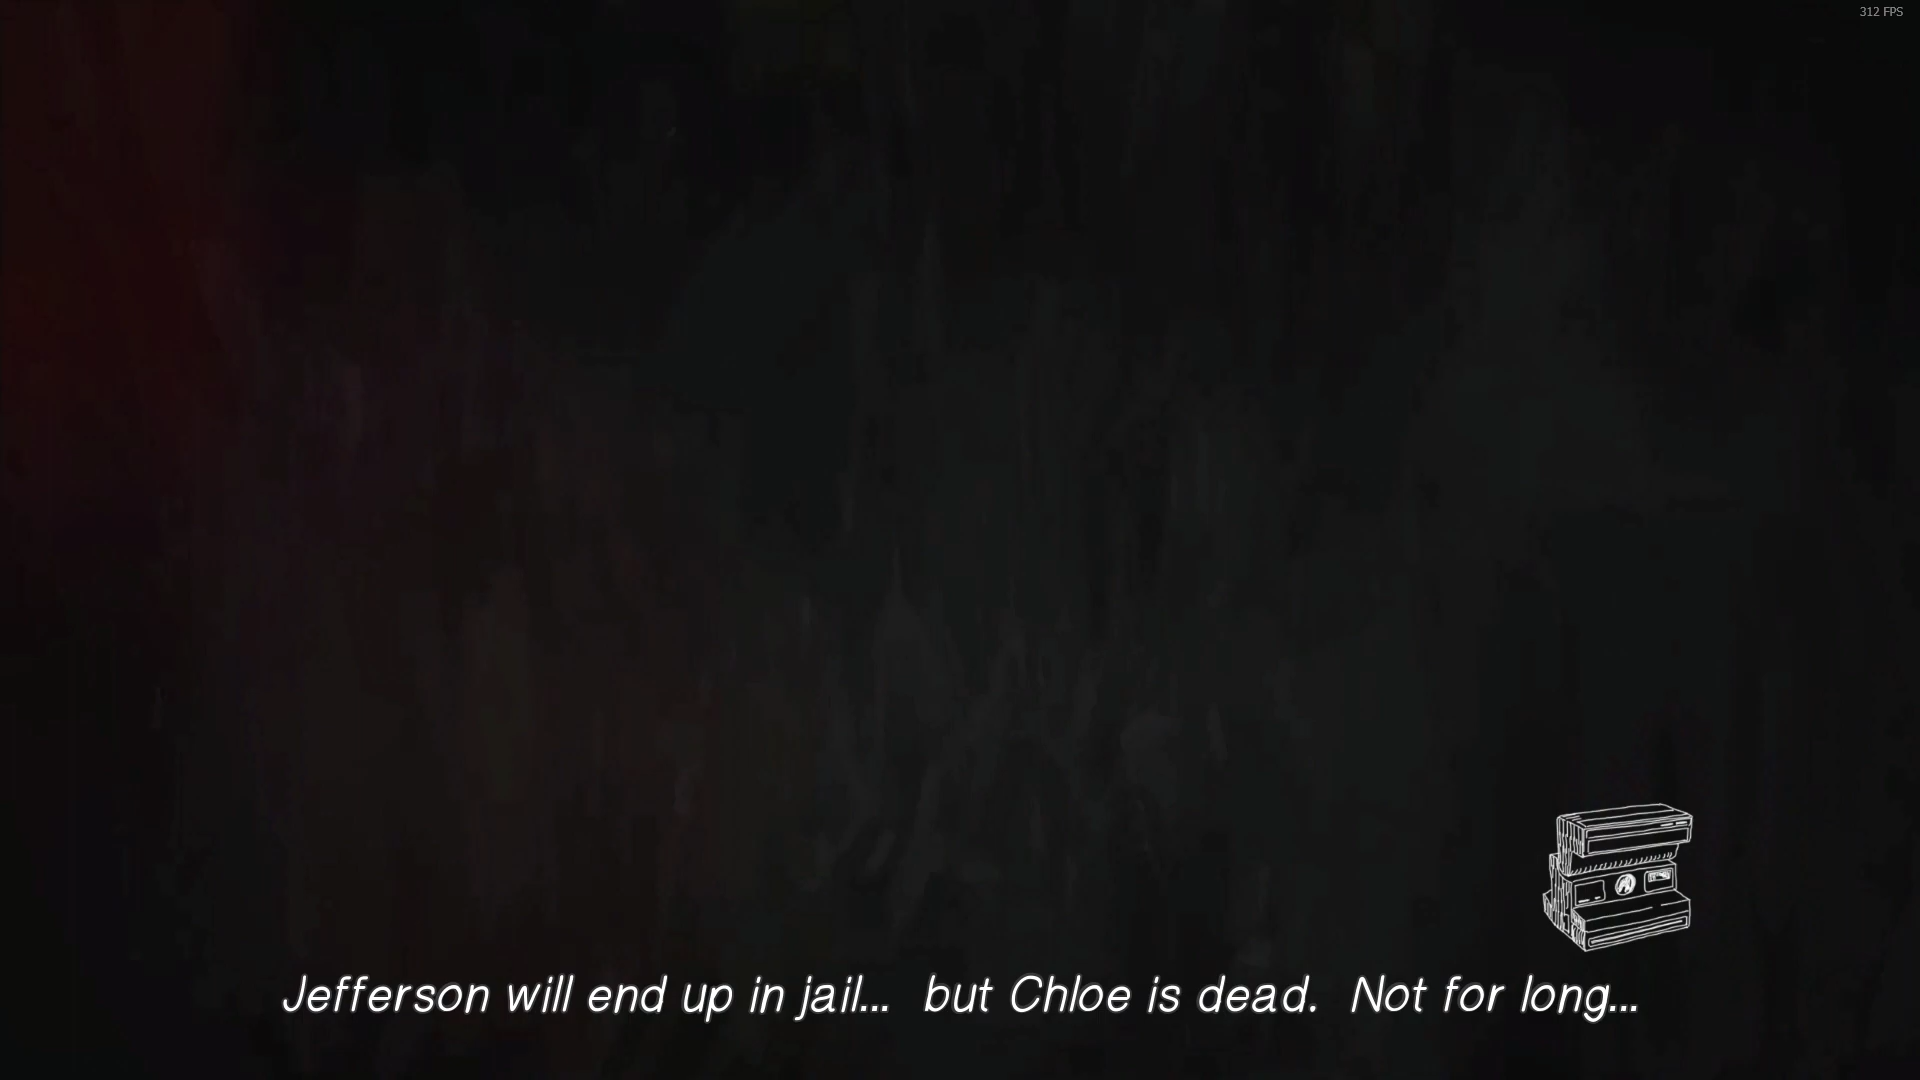 312 FPS
Jefferson will end up in jail... but Chloe is dead. Not for long...